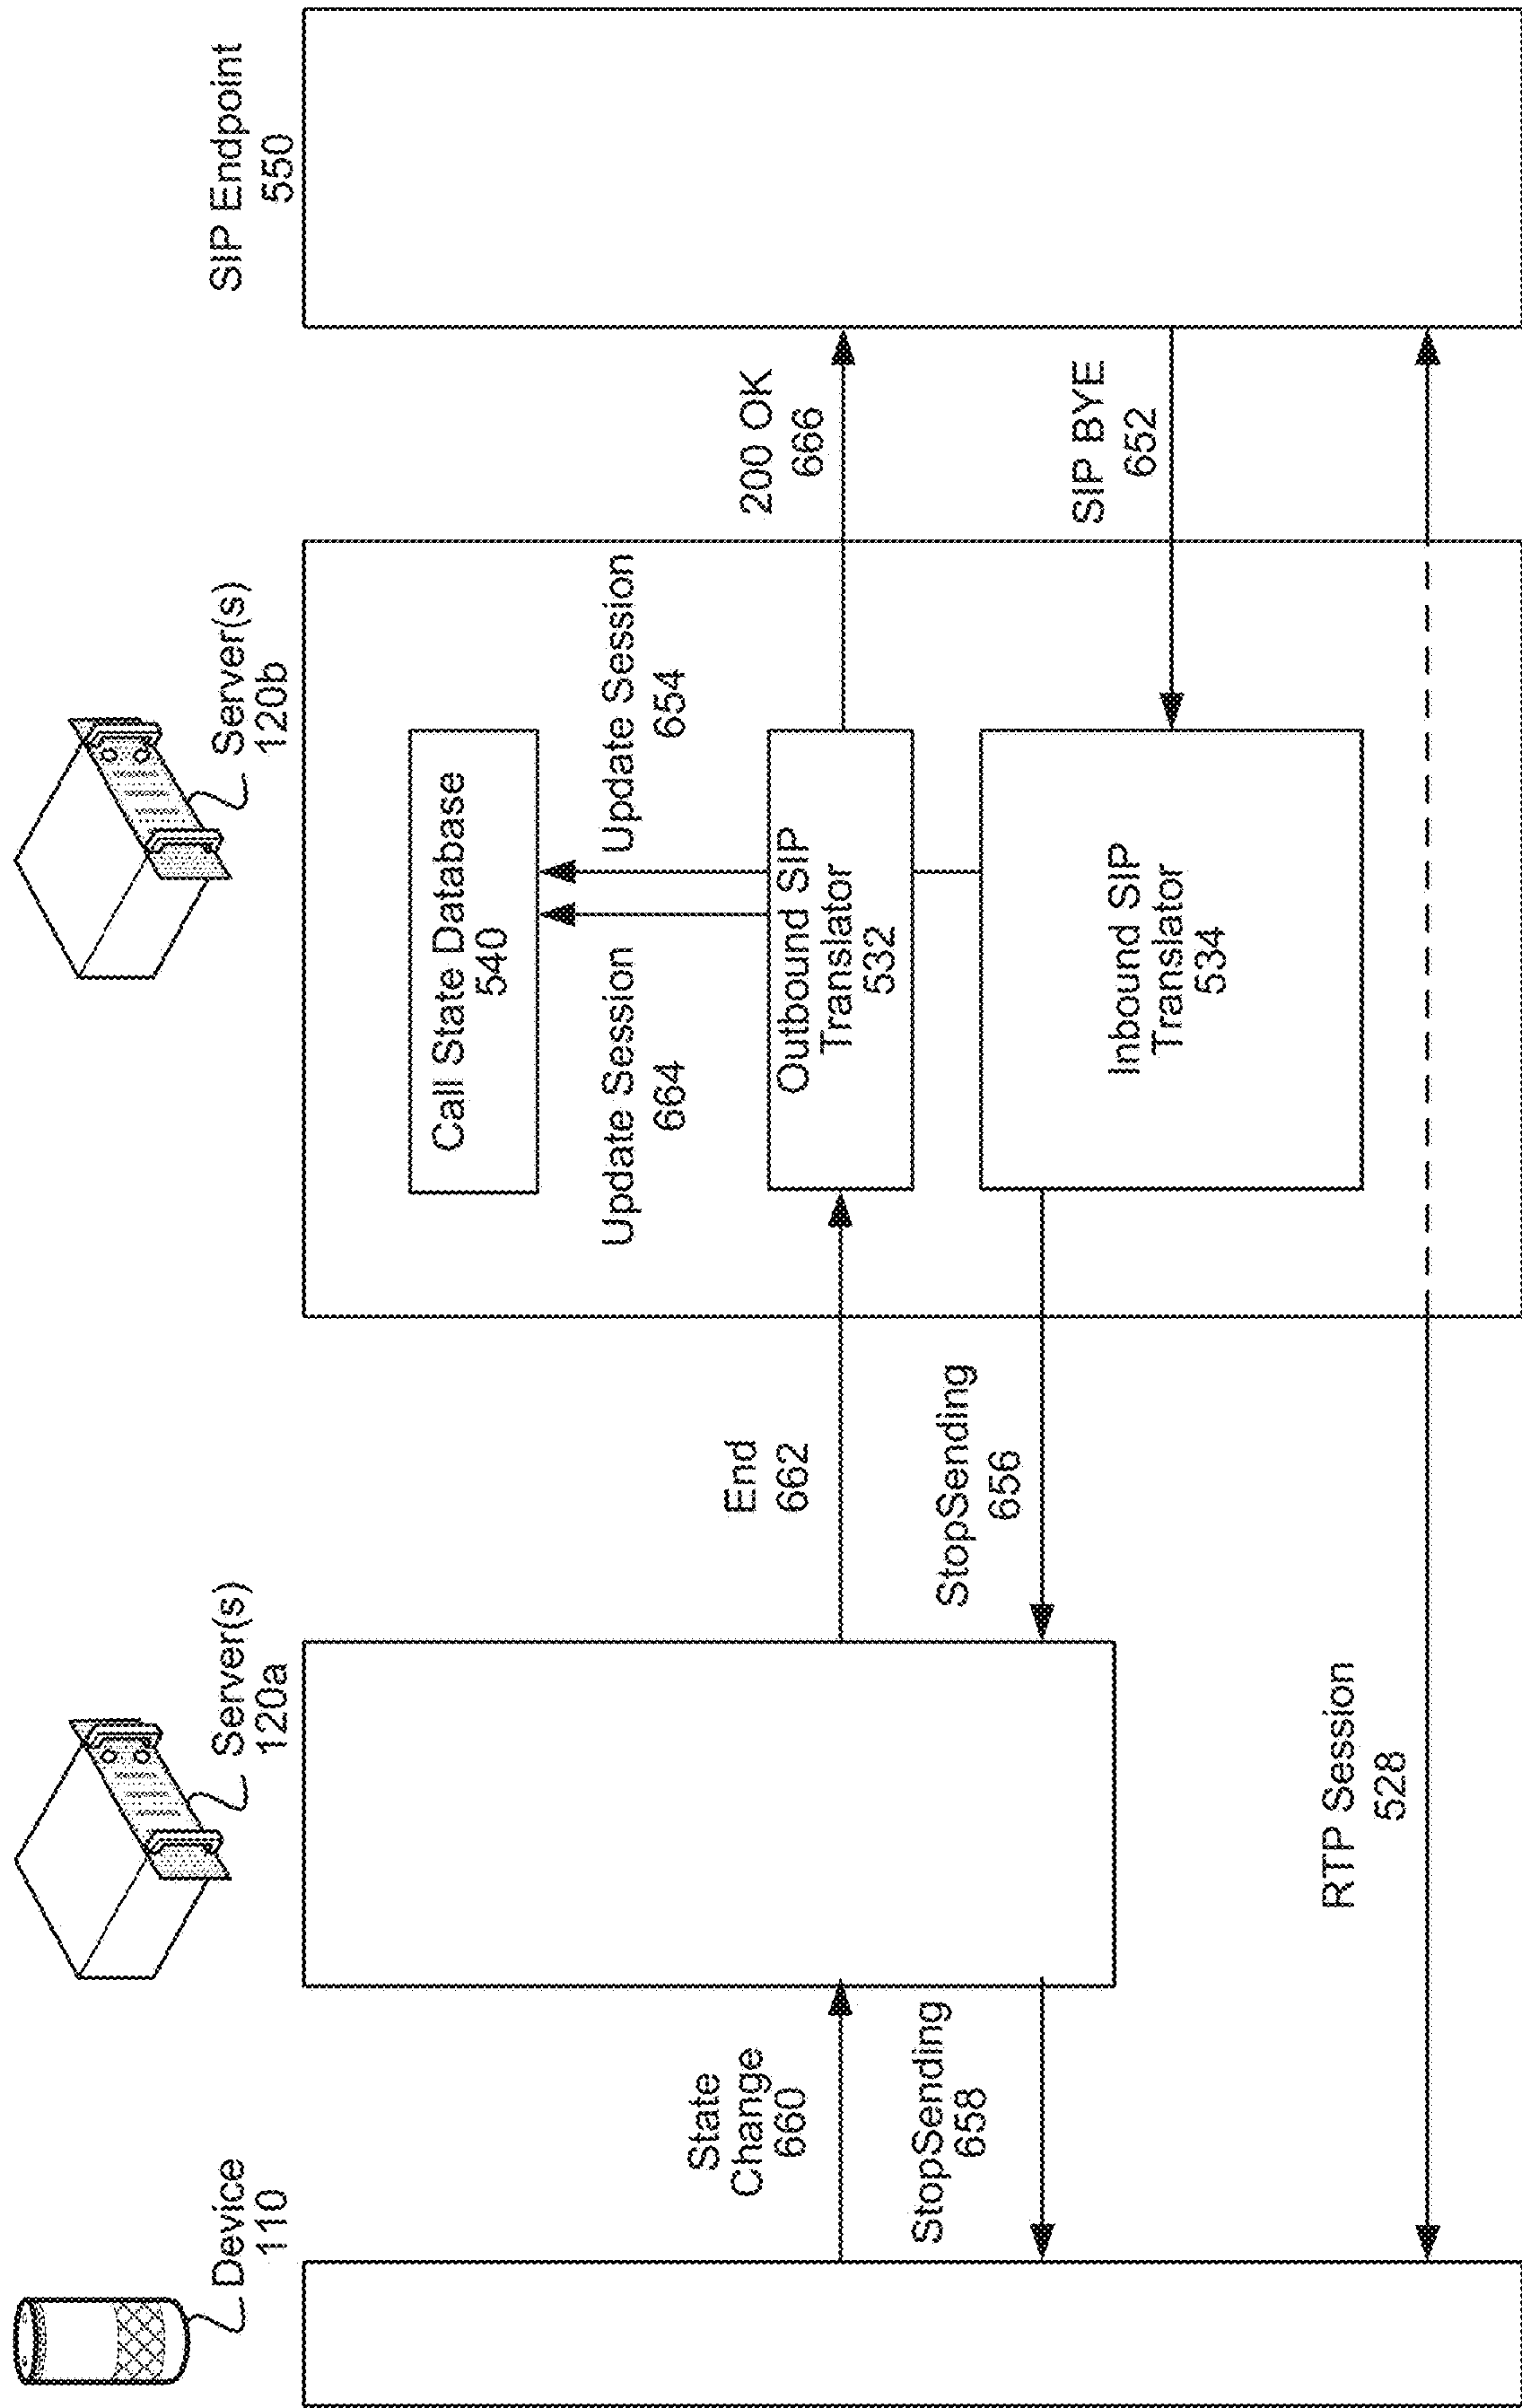 Device
110
Server(s)
120a
Server(s)
120b
SIP Endpoint
550
Call State Database
540
Update Session
664
Update Session
654
State
Change
660
End
662
Outbound SIP
Translator
532
200 OK
666
StopSending
658
StopSending
656
Inbound SIP
Translator
534
SIP BYE
652
RTP Session
528